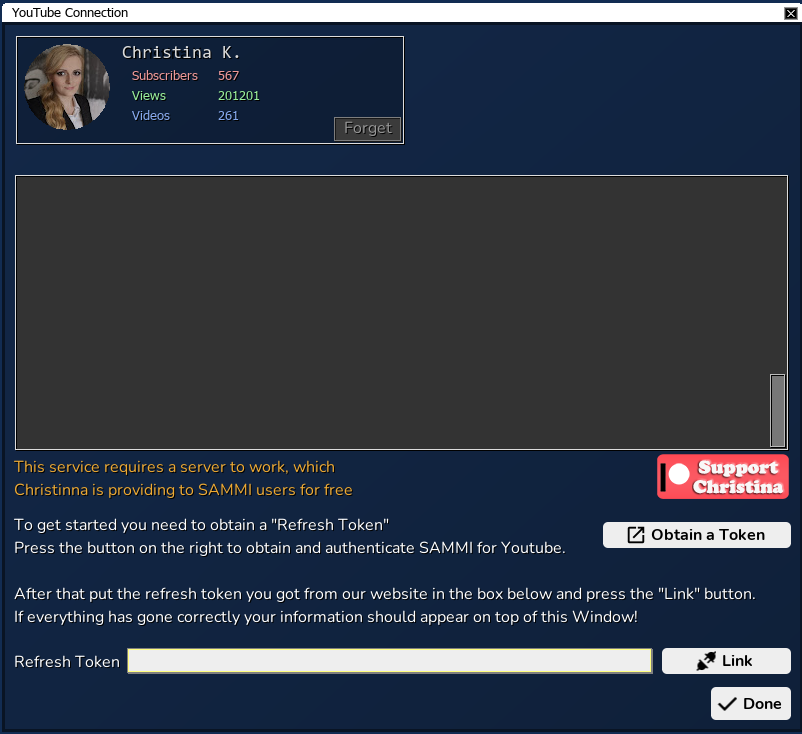 YouTube Connection
Christina K.
Subscribers 567
Views 201201
Videos 261
Forget
This service requires a server to work, which
Christinna is providing to SAMMI users for free
Support
Christina
To get started you need to obtain a "Refresh Token"
Press the button on the right to obtain and authenticate SAMMI for Youtube.
Obtain a Token
After that put the refresh token you got from our website in the box below and press the "Link" button.
If everything has gone correctly your information should appear on top of this Window!
Refresh Token
Link
Done